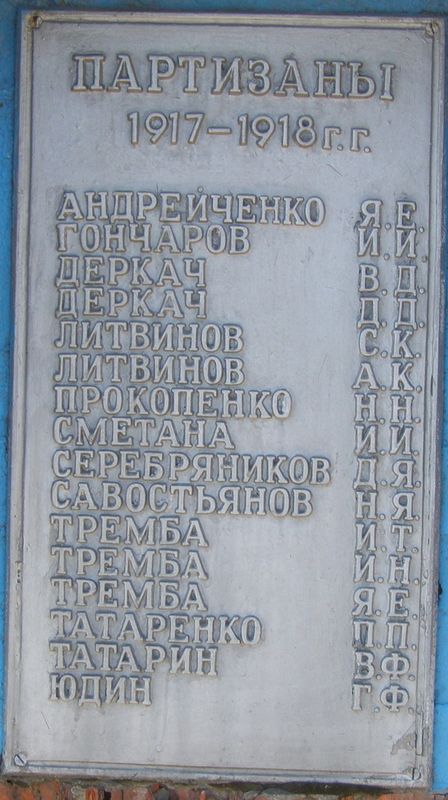 ПАРТИЗАНЫ
1917-1918 г.г.
АНДРЕЙЧЕНКО Я.Е.
ГОНЧАРОВ И.И.
ДЕРКАЧ В.Д.
ДЕРКАЧ П.П.
ЛИТВИНОВ С.К.
ЛИТВИНОВ А.К.
ПРОКОПЕНКО Н.Н.
СМЕТАНА И.И.
СЕРЕБРЯНИКОВ Д.Я.
САВОСТЬЯНОВ Н.Я.
ТРЕМБА И.Т.
ТРЕМБА И.Н.
ТРЕМБА Я.Е.
ТАТАРЕНКО П.П.
ТАТАРИН В.Ф.
ЮДИН Г.Ф.